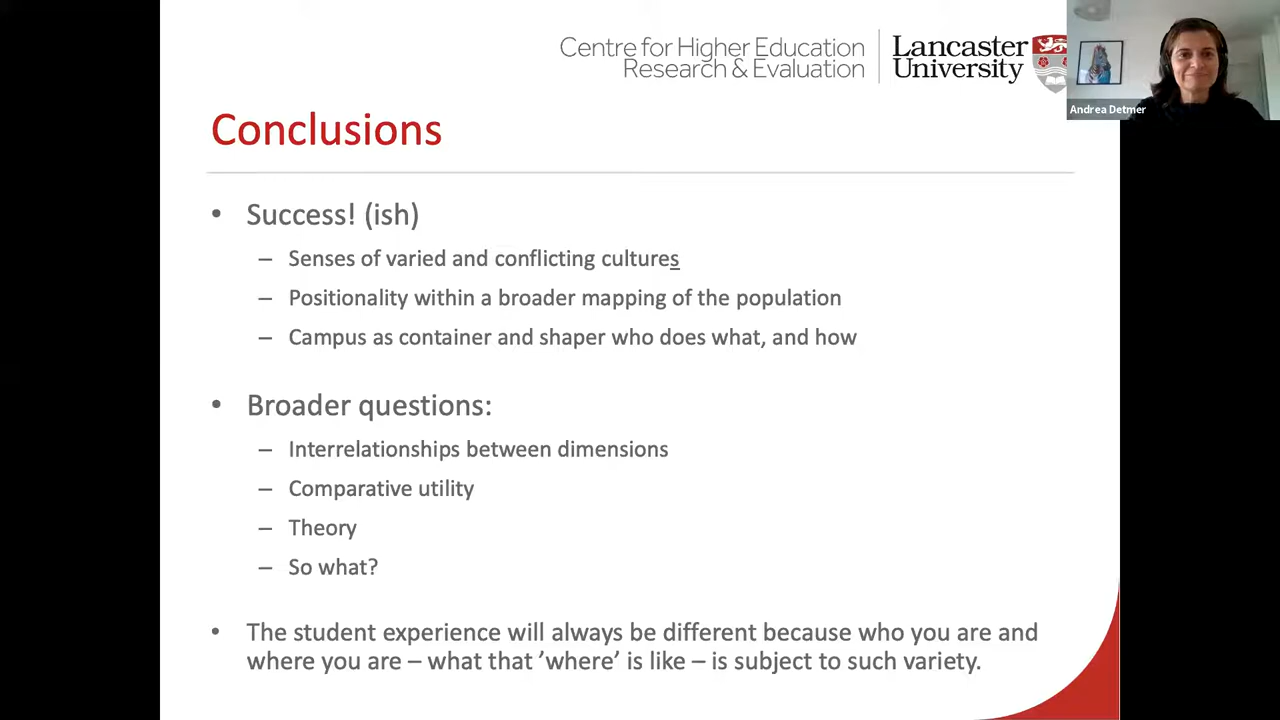 Centre for Higher Education
Research & Evaluation
Lancaster
University
Andrea Detmer
Conclusions
• Success! (ish)
– Senses of varied and conflicting cultures
– Positionality within a broader mapping of the population
– Campus as container and shaper who does what, and how
• Broader questions:
– Interrelationships between dimensions
– Comparative utility
– Theory
– So what?
• The student experience will always be different because who you are and
where you are – what that ’where’ is like – is subject to such variety.